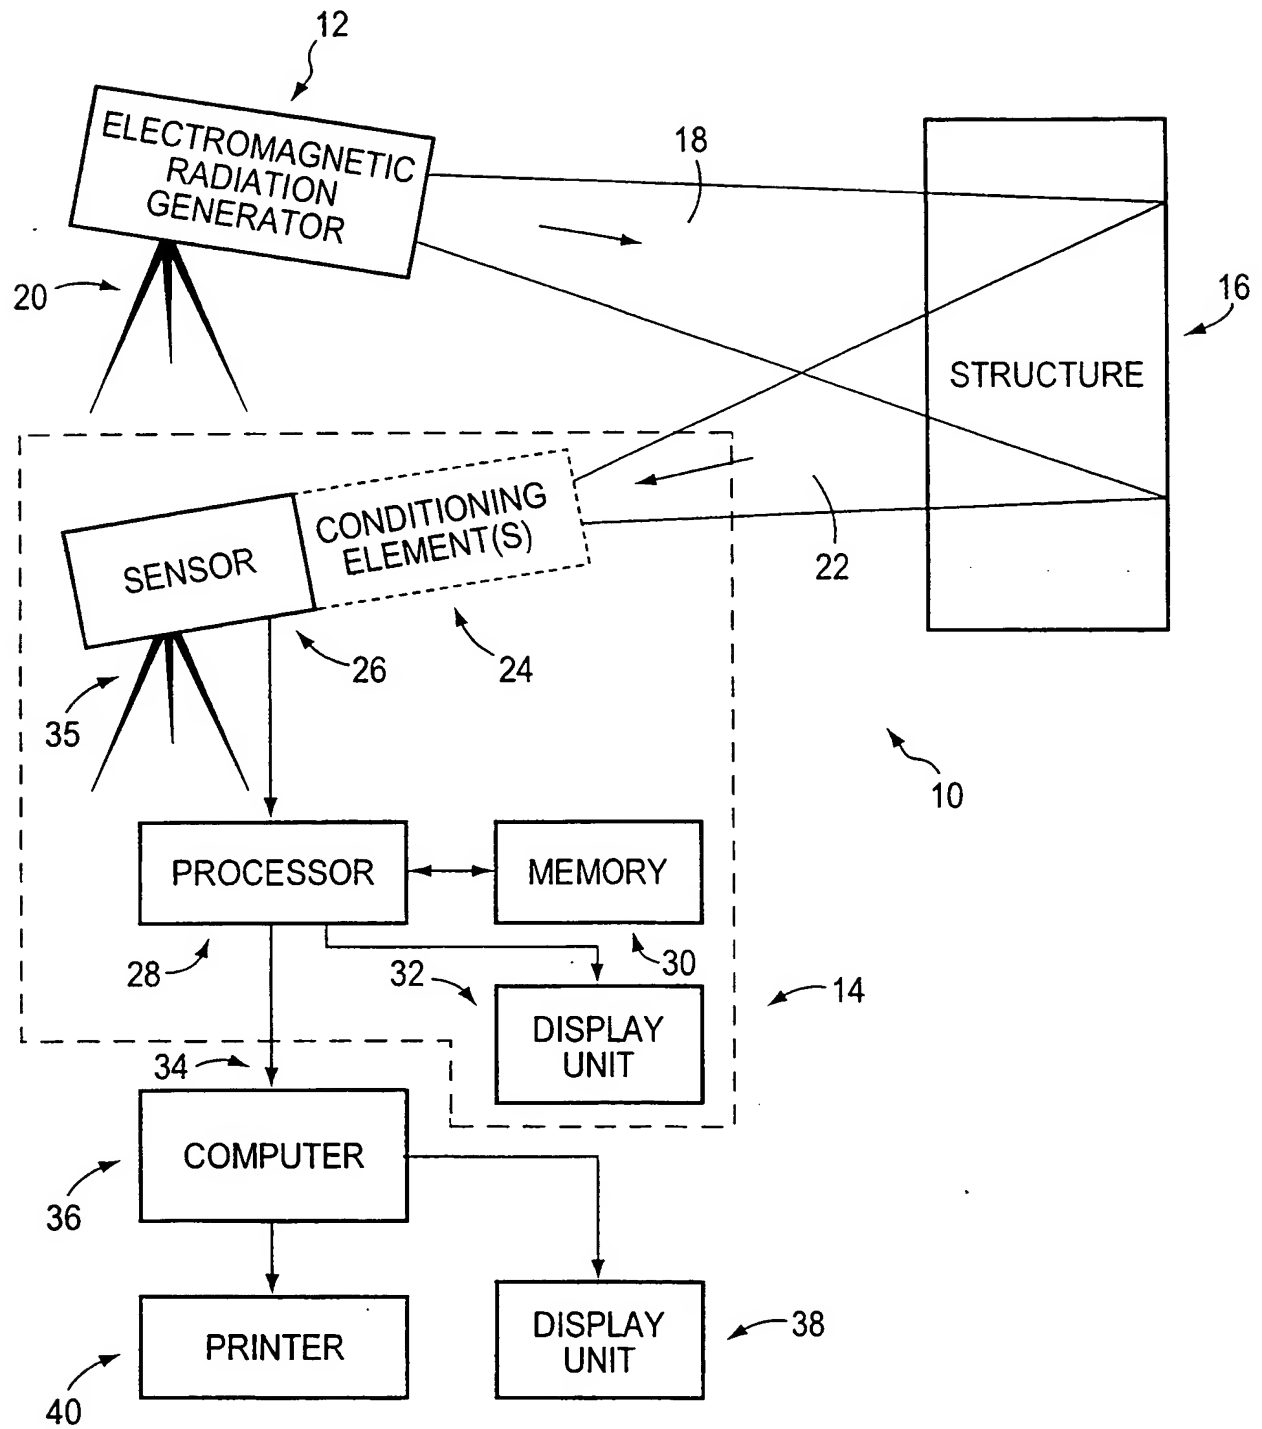 12
ELECTROMAGNETIC
RADIATION
GENERATOR
18
20
16
STRUCTURE
CONDITIONING
ELEMENT(S)
SENSOR
22
26
24
35
10
PROCESSOR
MEMORY
28
32
30
14
DISPLAY
UNIT
34
COMPUTER
36
PRINTER
DISPLAY
UNIT
38
40